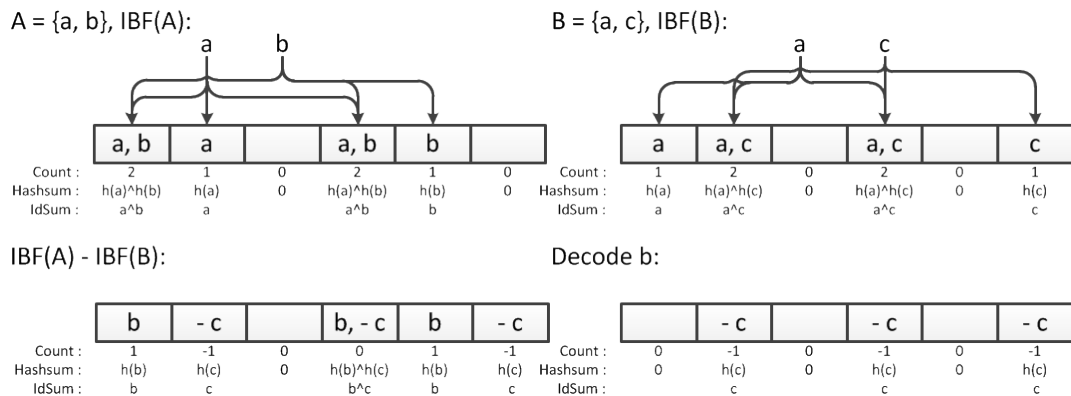 A = {a, b}, IBF(A):
a b
a, b a a, b b
Count : 2 1 0 2 1 0
Hashsum : h(a)^h(b) h(a) 0 h(a)^h(b) h(b) 0
IdSum : a^b a a^b b
B = {a, c}, IBF(B):
a c
a a, c a, c c
Count : 1 2 0 2 0 1
Hashsum : h(a) h(a)^h(c) 0 h(a)^h(c) 0 h(c)
IdSum : a a^c a^c c
IBF(A) - IBF(B):
b - c b, - c b - c
Count : 1 -1 0 0 1 -1
Hashsum : h(b) h(c) 0 h(b)^h(c) h(b) h(c)
IdSum : b c b^c b c
Decode b:
- c - c - c
Count : 0 -1 0 -1 0 -1
Hashsum : 0 h(c) 0 h(c) 0 h(c)
IdSum : c c c